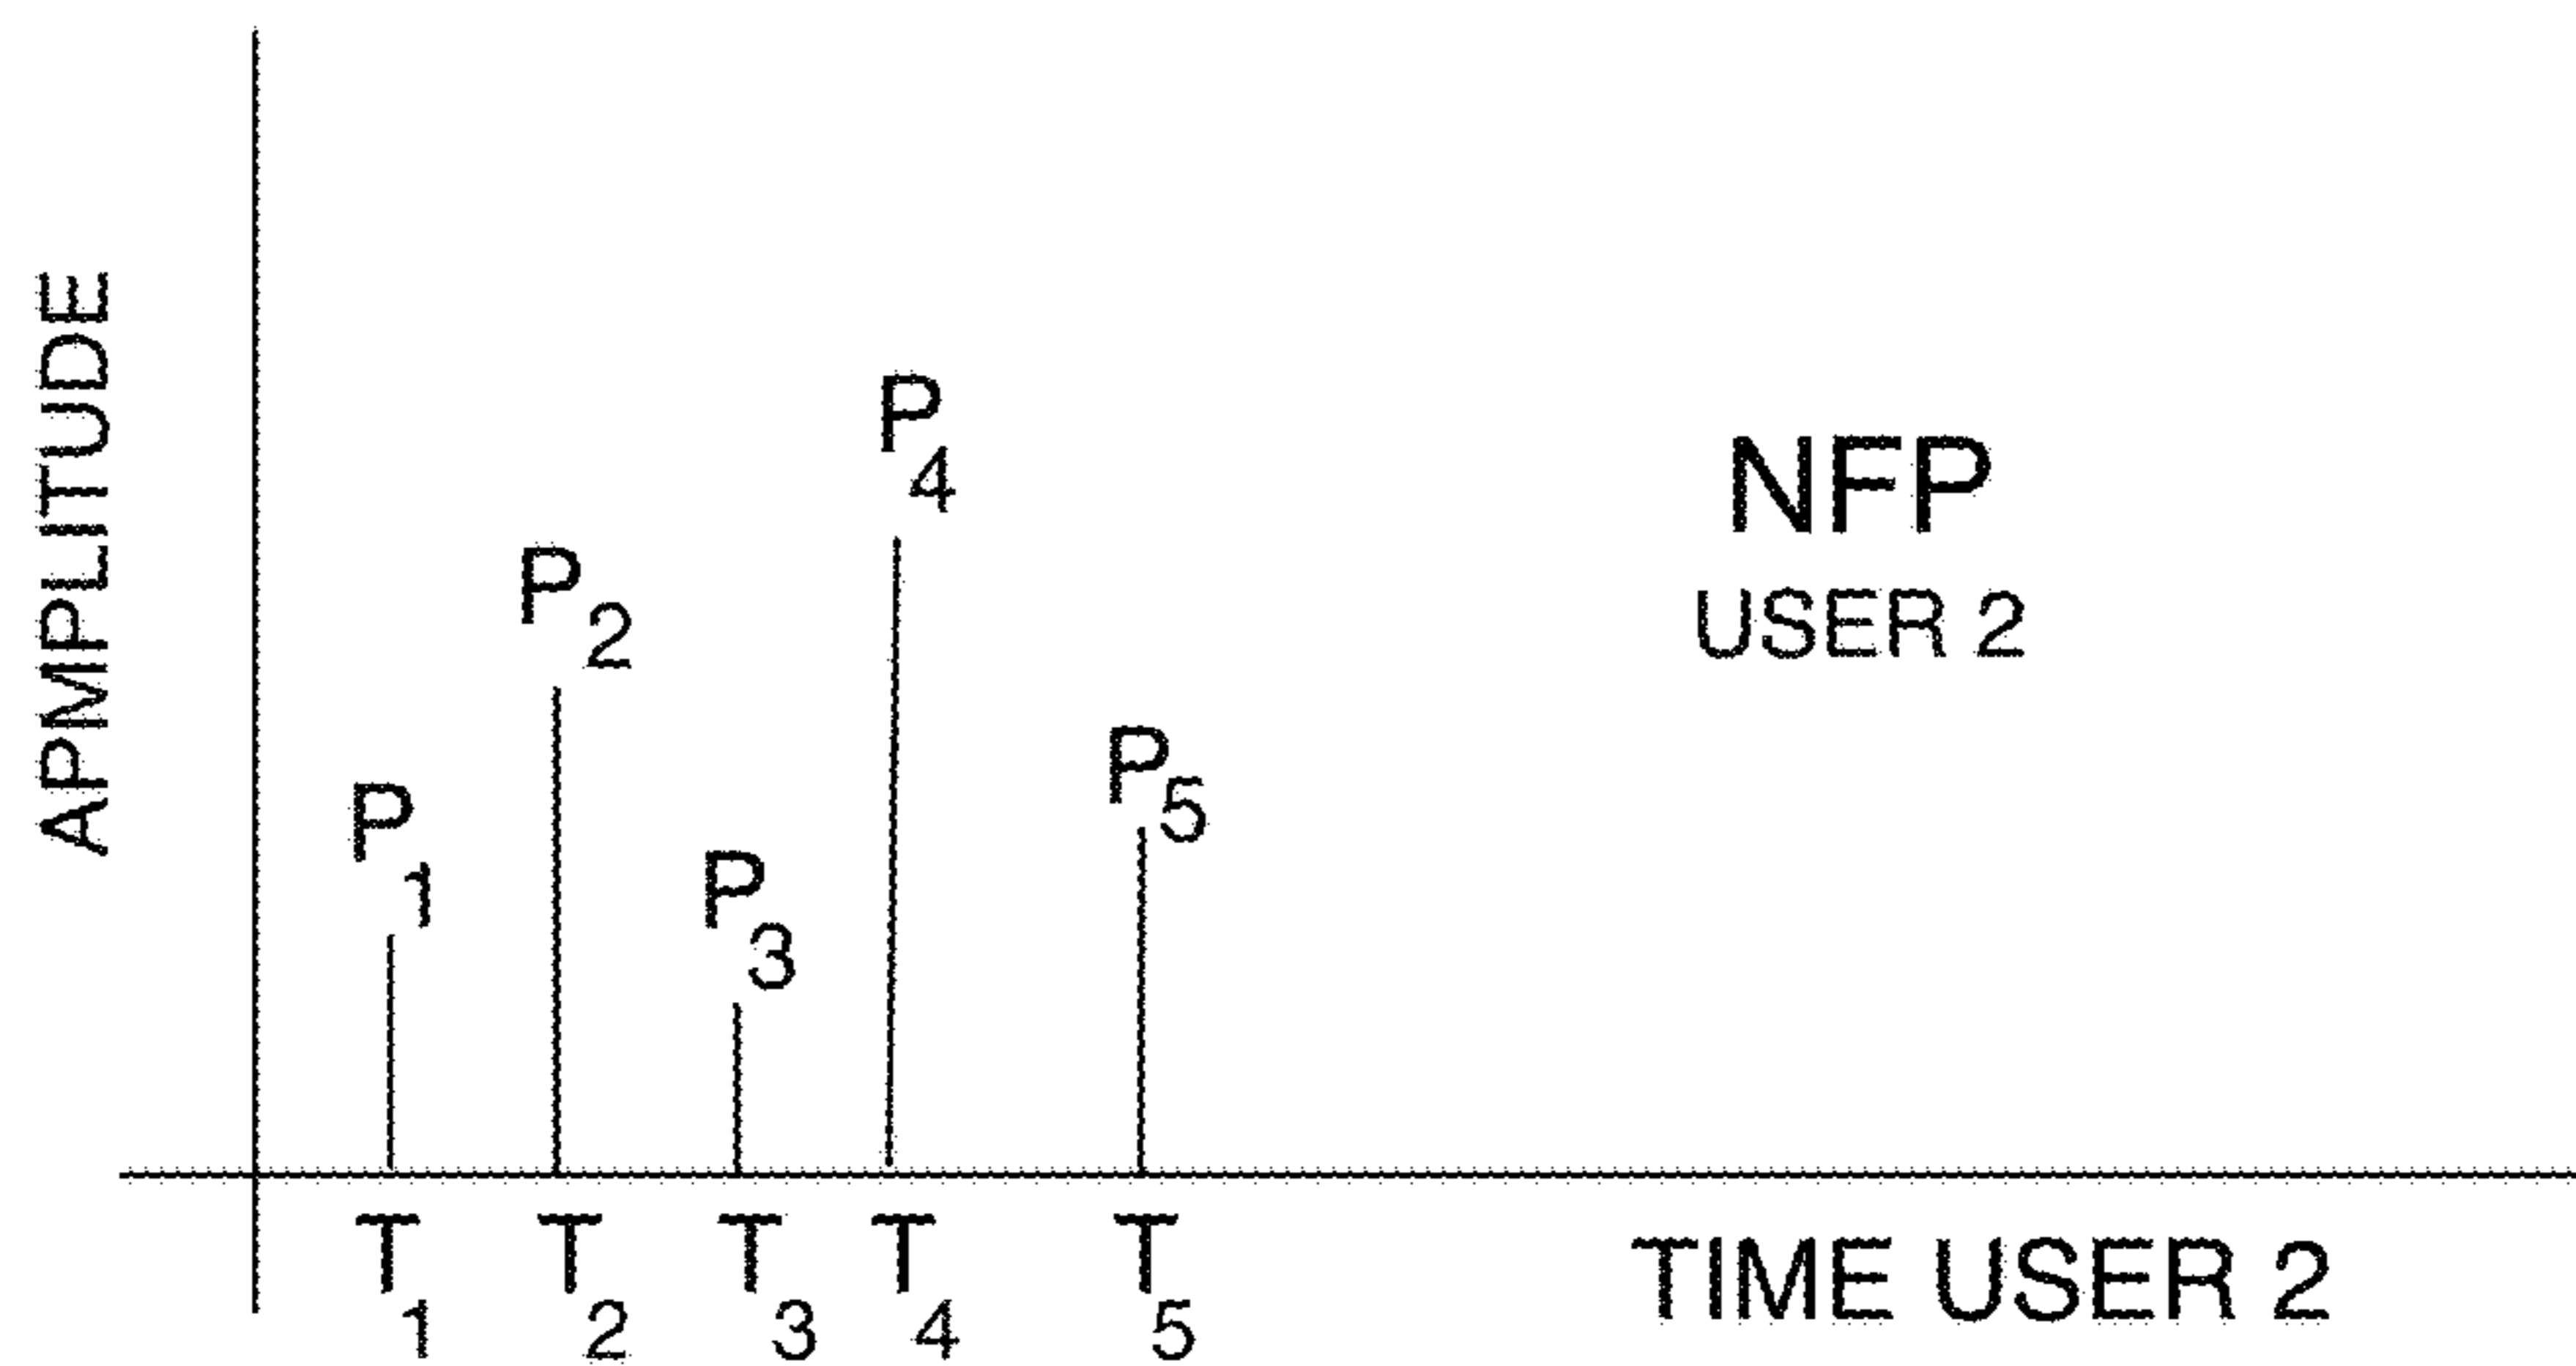 APMPLITUDE
P4
NFP
P2
USER 2
P5
P1
P3
T1 T2 T3 T4 T5
TIME USER 2